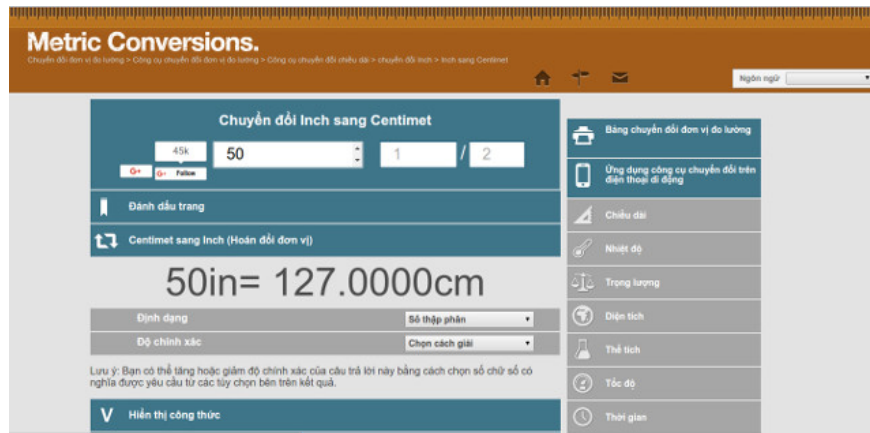 Metric Conversions.
Chuyển đổi đơn vị đo lường > Công cụ chuyển đổi đơn vị đo lường > Công cụ chuyển đổi chiều dài > chuyển đổi Inch > Inch sang Centimet
Ngôn ngữ
Chuyển đổi Inch sang Centimet
45k
50
1 / 2
G+
G+ Follow
Đánh dấu trang
Centimet sang Inch (Hoán đổi đơn vị)
50in= 127.0000cm
Định dạng
Số thập phân
Độ chính xác
Chọn cách giải
Lưu ý: Bạn có thể tăng hoặc giảm độ chính xác của câu trả lời này bằng cách chọn số chữ số có
nghĩa được yêu cầu từ các tùy chọn bên trên kết quả.
V Hiển thị công thức
Bảng chuyển đổi đơn vị đo lường
Ứng dụng công cụ chuyển đổi trên
điện thoại di động
Chiều dài
Nhiệt độ
Trọng lượng
Diện tích
Thể tích
Tốc độ
Thời gian